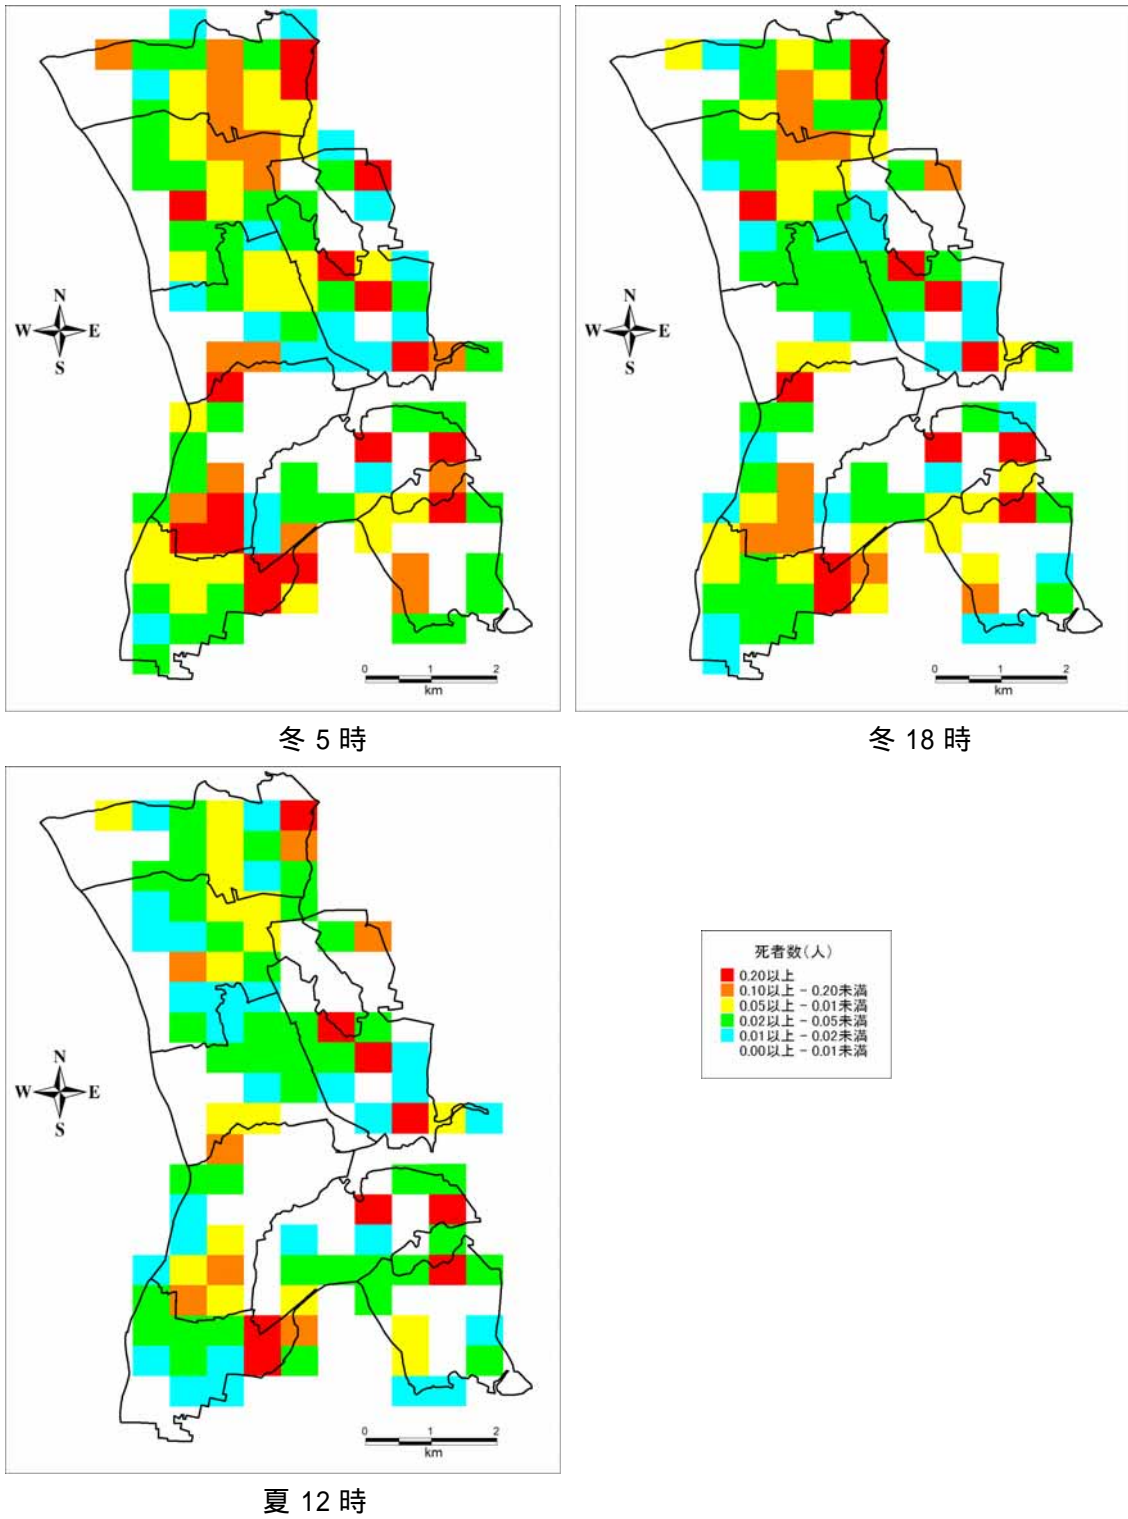 N
W E
S
0 1 2
km
N
W E
S
0 1 2
km
冬 5 時
冬 18 時
N
W E
S
0 1 2
km
死者数(人)
0.20以上
0.10以上 - 0.20未満
0.05以上 - 0.01未満
0.02以上 - 0.05未満
0.01以上 - 0.02未満
0.00以上 - 0.01未満
夏 12 時